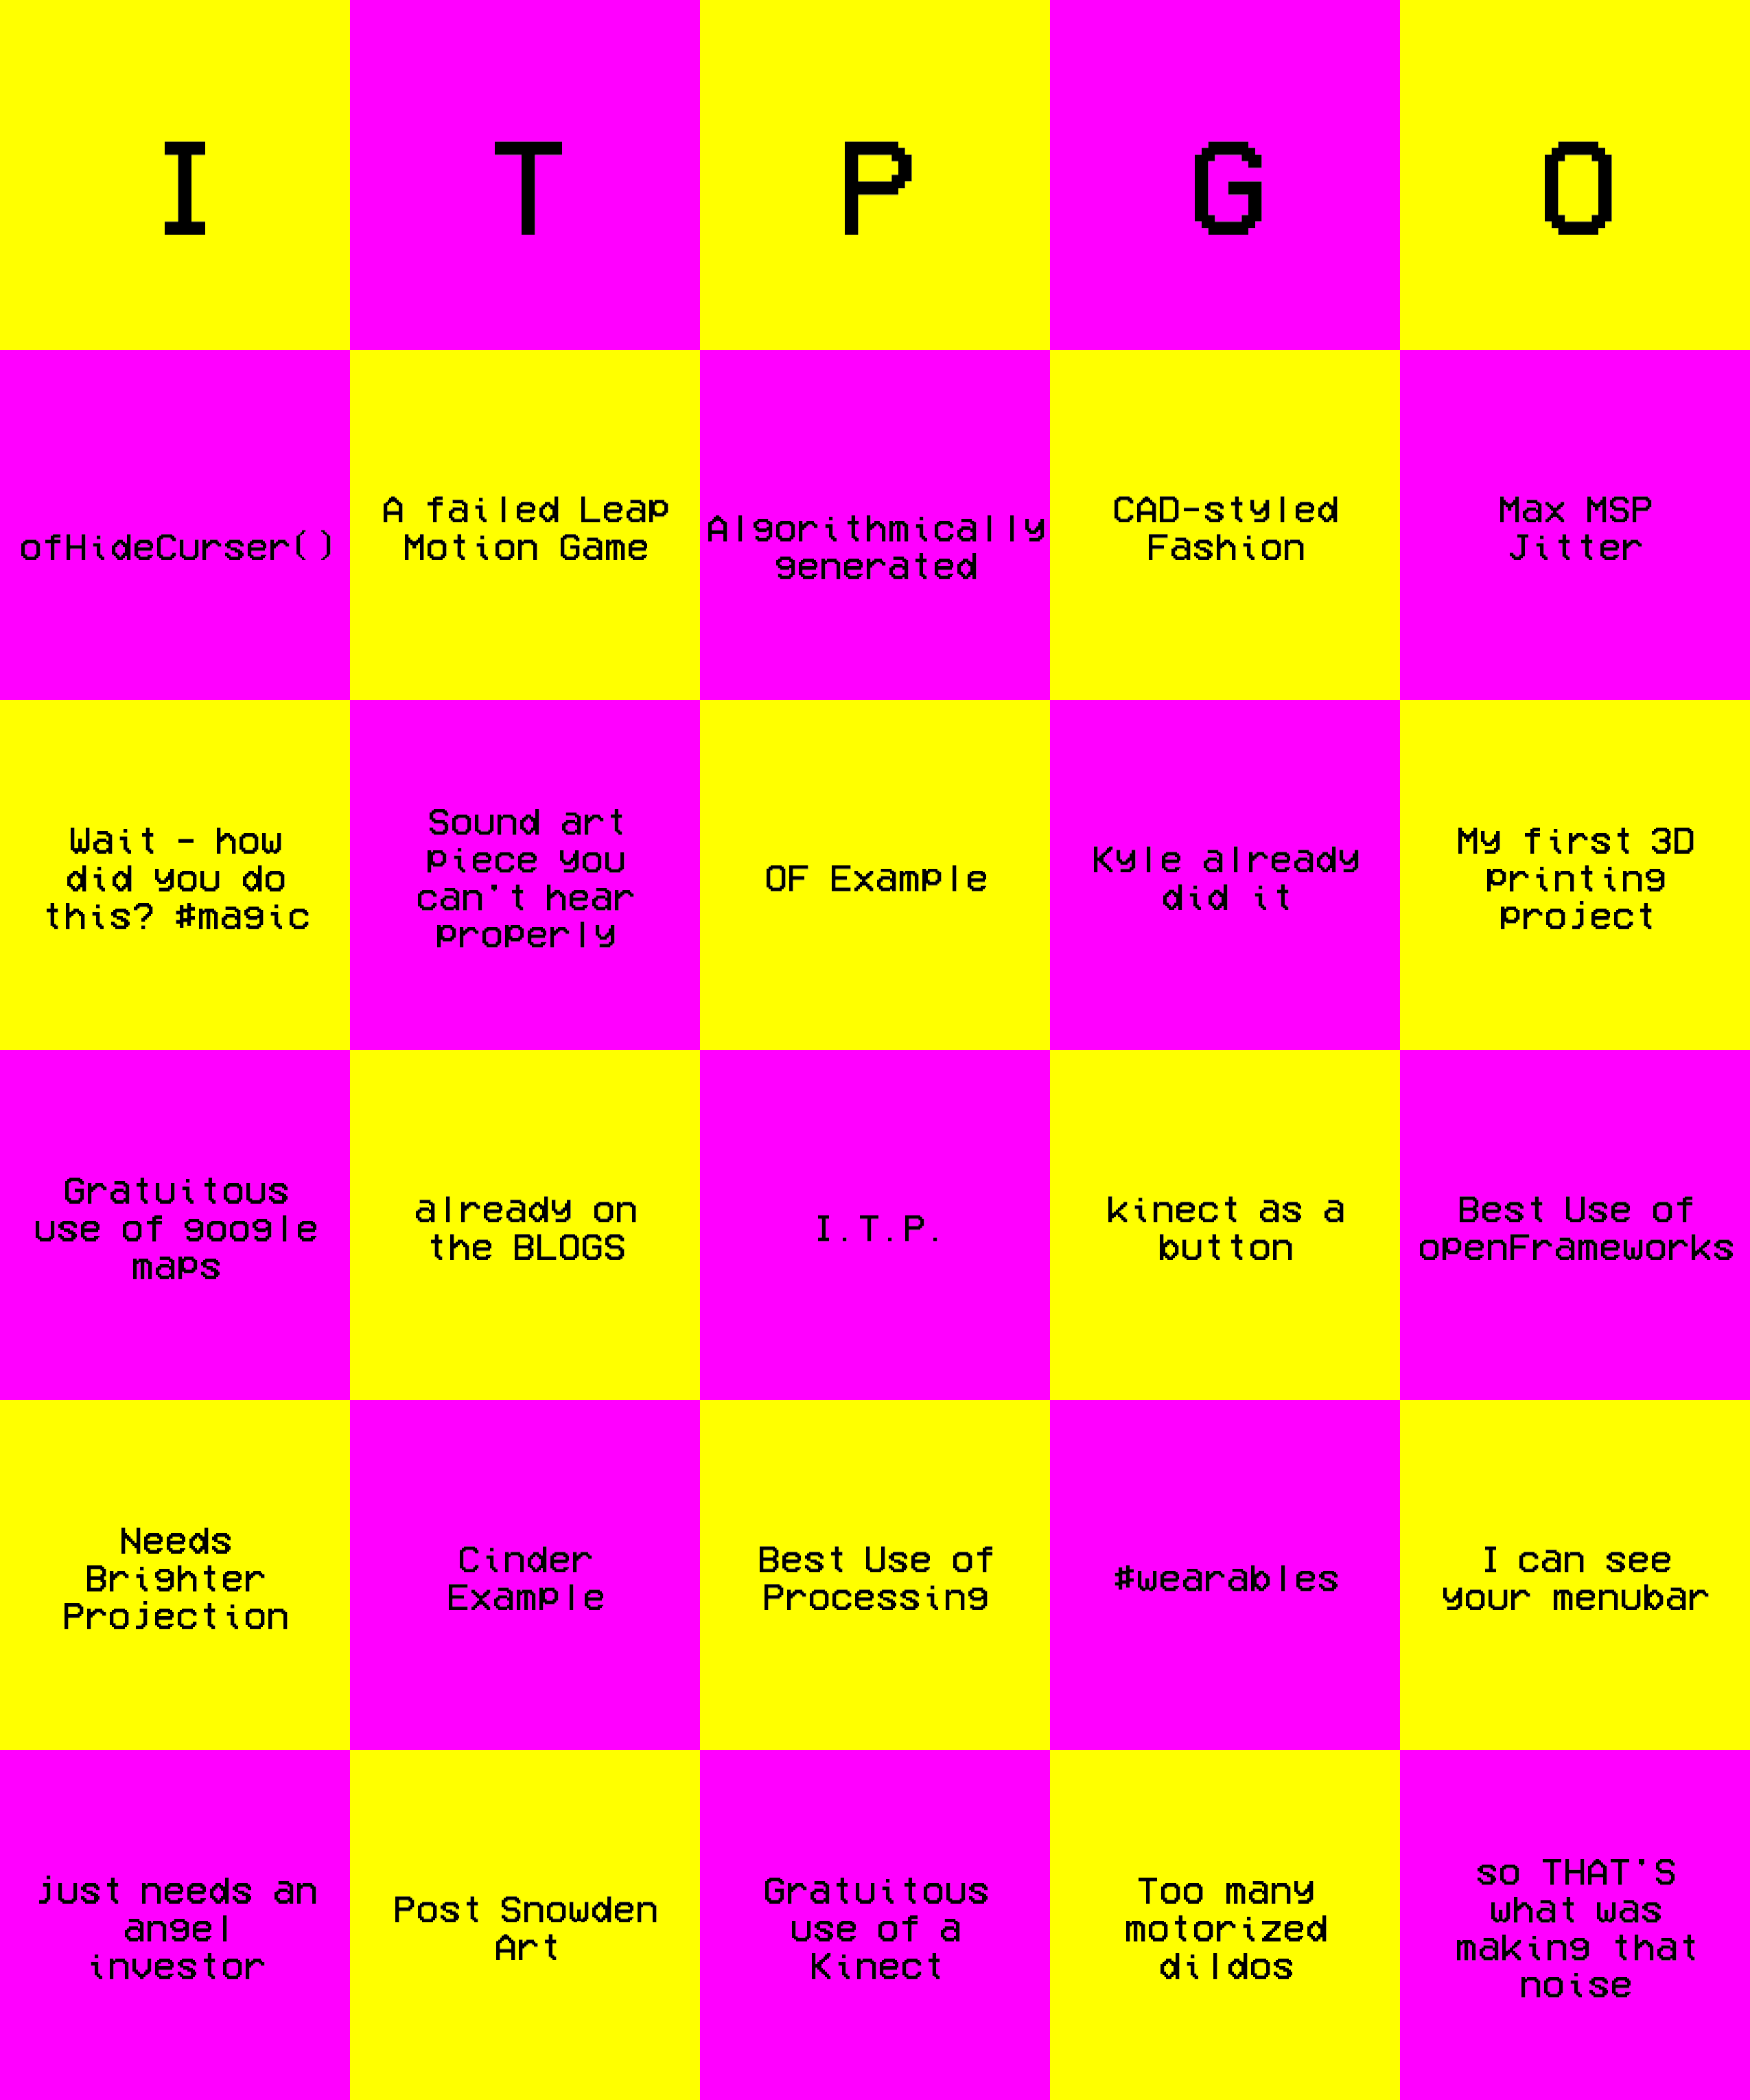 I T P G O
ofHideCurser()
A failed Leap
Motion Game
Algorithmically
generated
CAD-styled
Fashion
Max MSP
Jitter
Wait - how
did you do
this? #magic
Sound art
piece you
can't hear
properly
OF Example
Kyle already
did it
My first 3D
printing
project
Gratuitous
use of google
maps
already on
the BLOGS
I.T.P.
kinect as a
button
Best Use of
openFrameworks
Needs
Brighter
Projection
Cinder
Example
Best Use of
Processing
#wearables
I can see
your menubar
just needs an
angel
investor
Post Snowden
Art
Gratuitous
use of a
Kinect
Too many
motorized
dildos
so THAT'S
what was
making that
noise